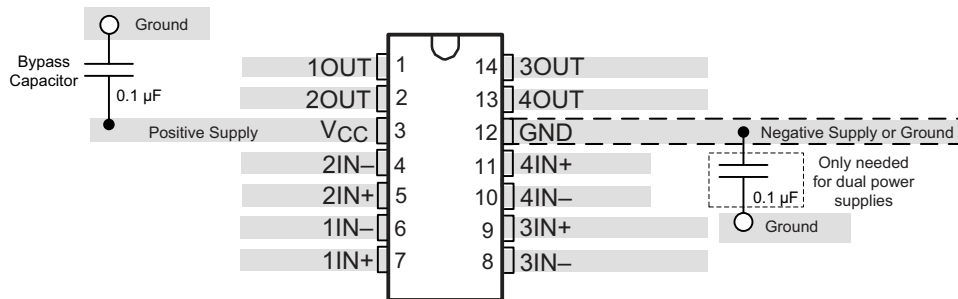 Ground
Bypass
Capacitor
0.1 µF
Positive Supply
1OUT 1
2OUT 2
VCC 3
2IN– 4
2IN+ 5
1IN– 6
1IN+ 7
14 3OUT
13 4OUT
12 GND
11 4IN+
10 4IN–
9 3IN+
8 3IN–
Negative Supply or Ground
Only needed
for dual power
supplies
0.1 µF
Ground